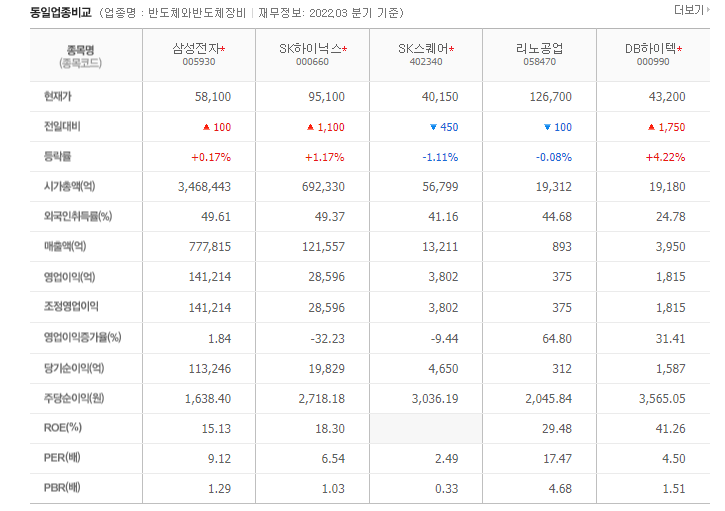 동일업종비교 (업종명 : 반도체와반도체장비 | 재무정보: 2022.03 분기 기준) 더보기
종목명 삼성전자* SK하이닉스* SK스퀘어* 리노공업 DB하이텍*
(종목코드) 005930 000660 402340 058470 000990
현재가 58,100 95,100 40,150 126,700 43,200
전일대비 ▲ 100 ▲ 1,100 ▼ 450 ▼ 100 ▲ 1,750
등락률 +0.17% +1.17% -1.11% -0.08% +4.22%
시가총액(억) 3,468,443 692,330 56,799 19,312 19,180
외국인취득률(%) 49.61 49.37 41.16 44.68 24.78
매출액(억) 777,815 121,557 13,211 893 3,950
영업이익(억) 141,214 28,596 3,802 375 1,815
조정영업이익 141,214 28,596 3,802 375 1,815
영업이익증가율(%) 1.84 -32.23 -9.44 64.80 31.41
당기순이익(억) 113,246 19,829 4,650 312 1,587
주당순이익(원) 1,638.40 2,718.18 3,036.19 2,045.84 3,565.05
ROE(%) 15.13 18.30 29.48 41.26
PER(배) 9.12 6.54 2.49 17.47 4.50
PBR(배) 1.29 1.03 0.33 4.68 1.51